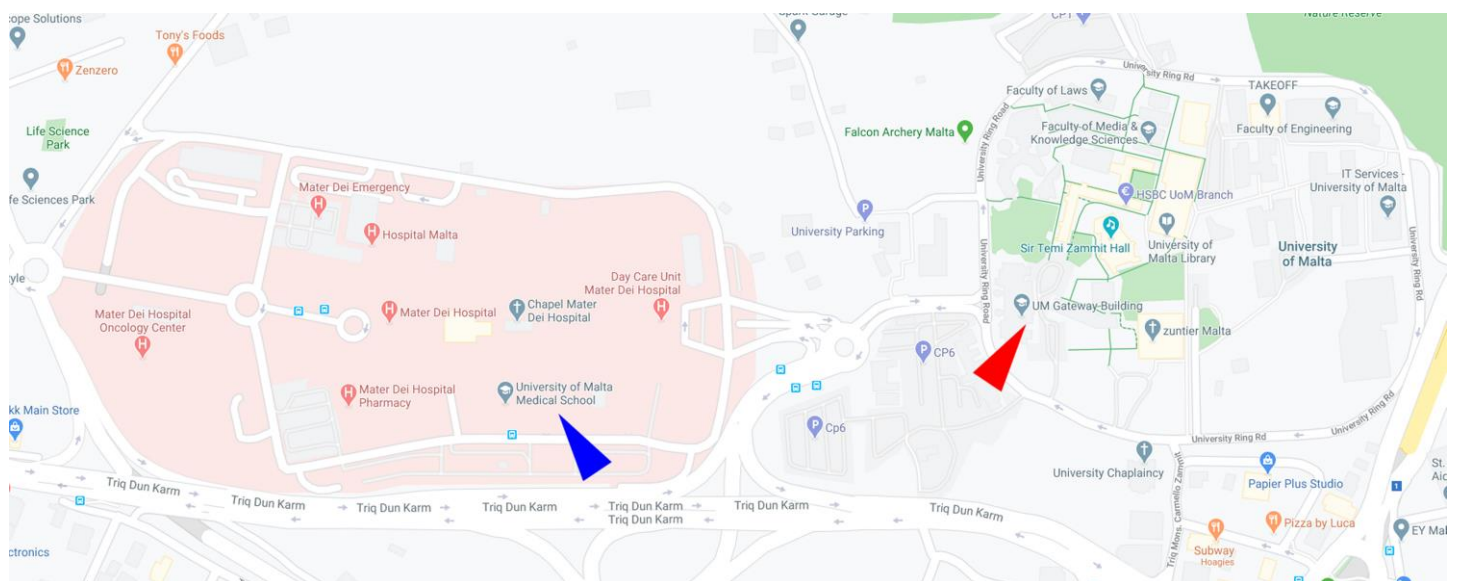 cope Solutions
Tony's Foods
Zenzero
Spark Garage
CP1
Nature Reserve
University Ring Rd
TAKEOFF
Faculty of Laws
Life Science
Park
Falcon Archery Malta
Faculty of Media &
Knowledge Sciences
Faculty of Engineering
University Ring Road
fe Sciences Park
Mater Dei Emergency
HSBC UoM Branch
IT Services -
University of Malta
Hospital Malta
University Parking
Sir Temi Zammit Hall
University of
Malta Library
University
of Malta
University Ring Rd
yle
Day Care Unit
Mater Dei Hospital
University Ring Road
Mater Dei Hospital
Oncology Center
Mater Dei Hospital
Chapel Mater
Dei Hospital
UM Gateway Building
zuntier Malta
CP6
Mater Dei Hospital
Pharmacy
University of Malta
Medical School
kk Main Store
Cp6
University Ring Rd
University Ring Rd
University Chaplaincy
Papier Plus Studio
St.
Aid
1
Triq Dun Karm
Triq Dun Karm
Triq Dun Karm
Triq Dun Karm
Triq Dun Karm
Triq Dun Karm
Triq Dun Karm
Triq Dun Karm
Triq Mons. Carmelo Zammit
Pizza by Luca
EY Mal
ctronics
Subway
Hoagies